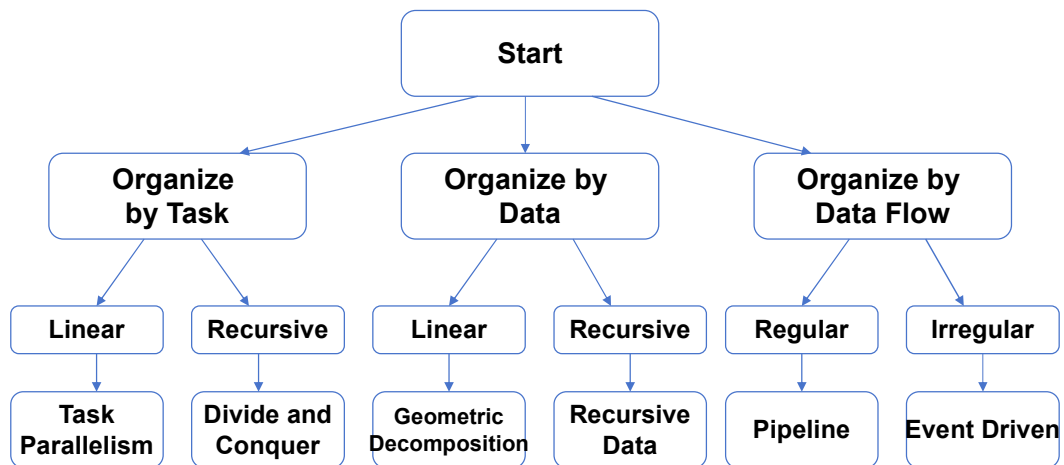 Start
Organize
by Task
Organize by
Data
Organize by
Data Flow
Linear
Recursive
Linear
Recursive
Regular
Irregular
Task
Parallelism
Divide and
Conquer
Geometric
Decomposition
Recursive
Data
Pipeline
Event Driven